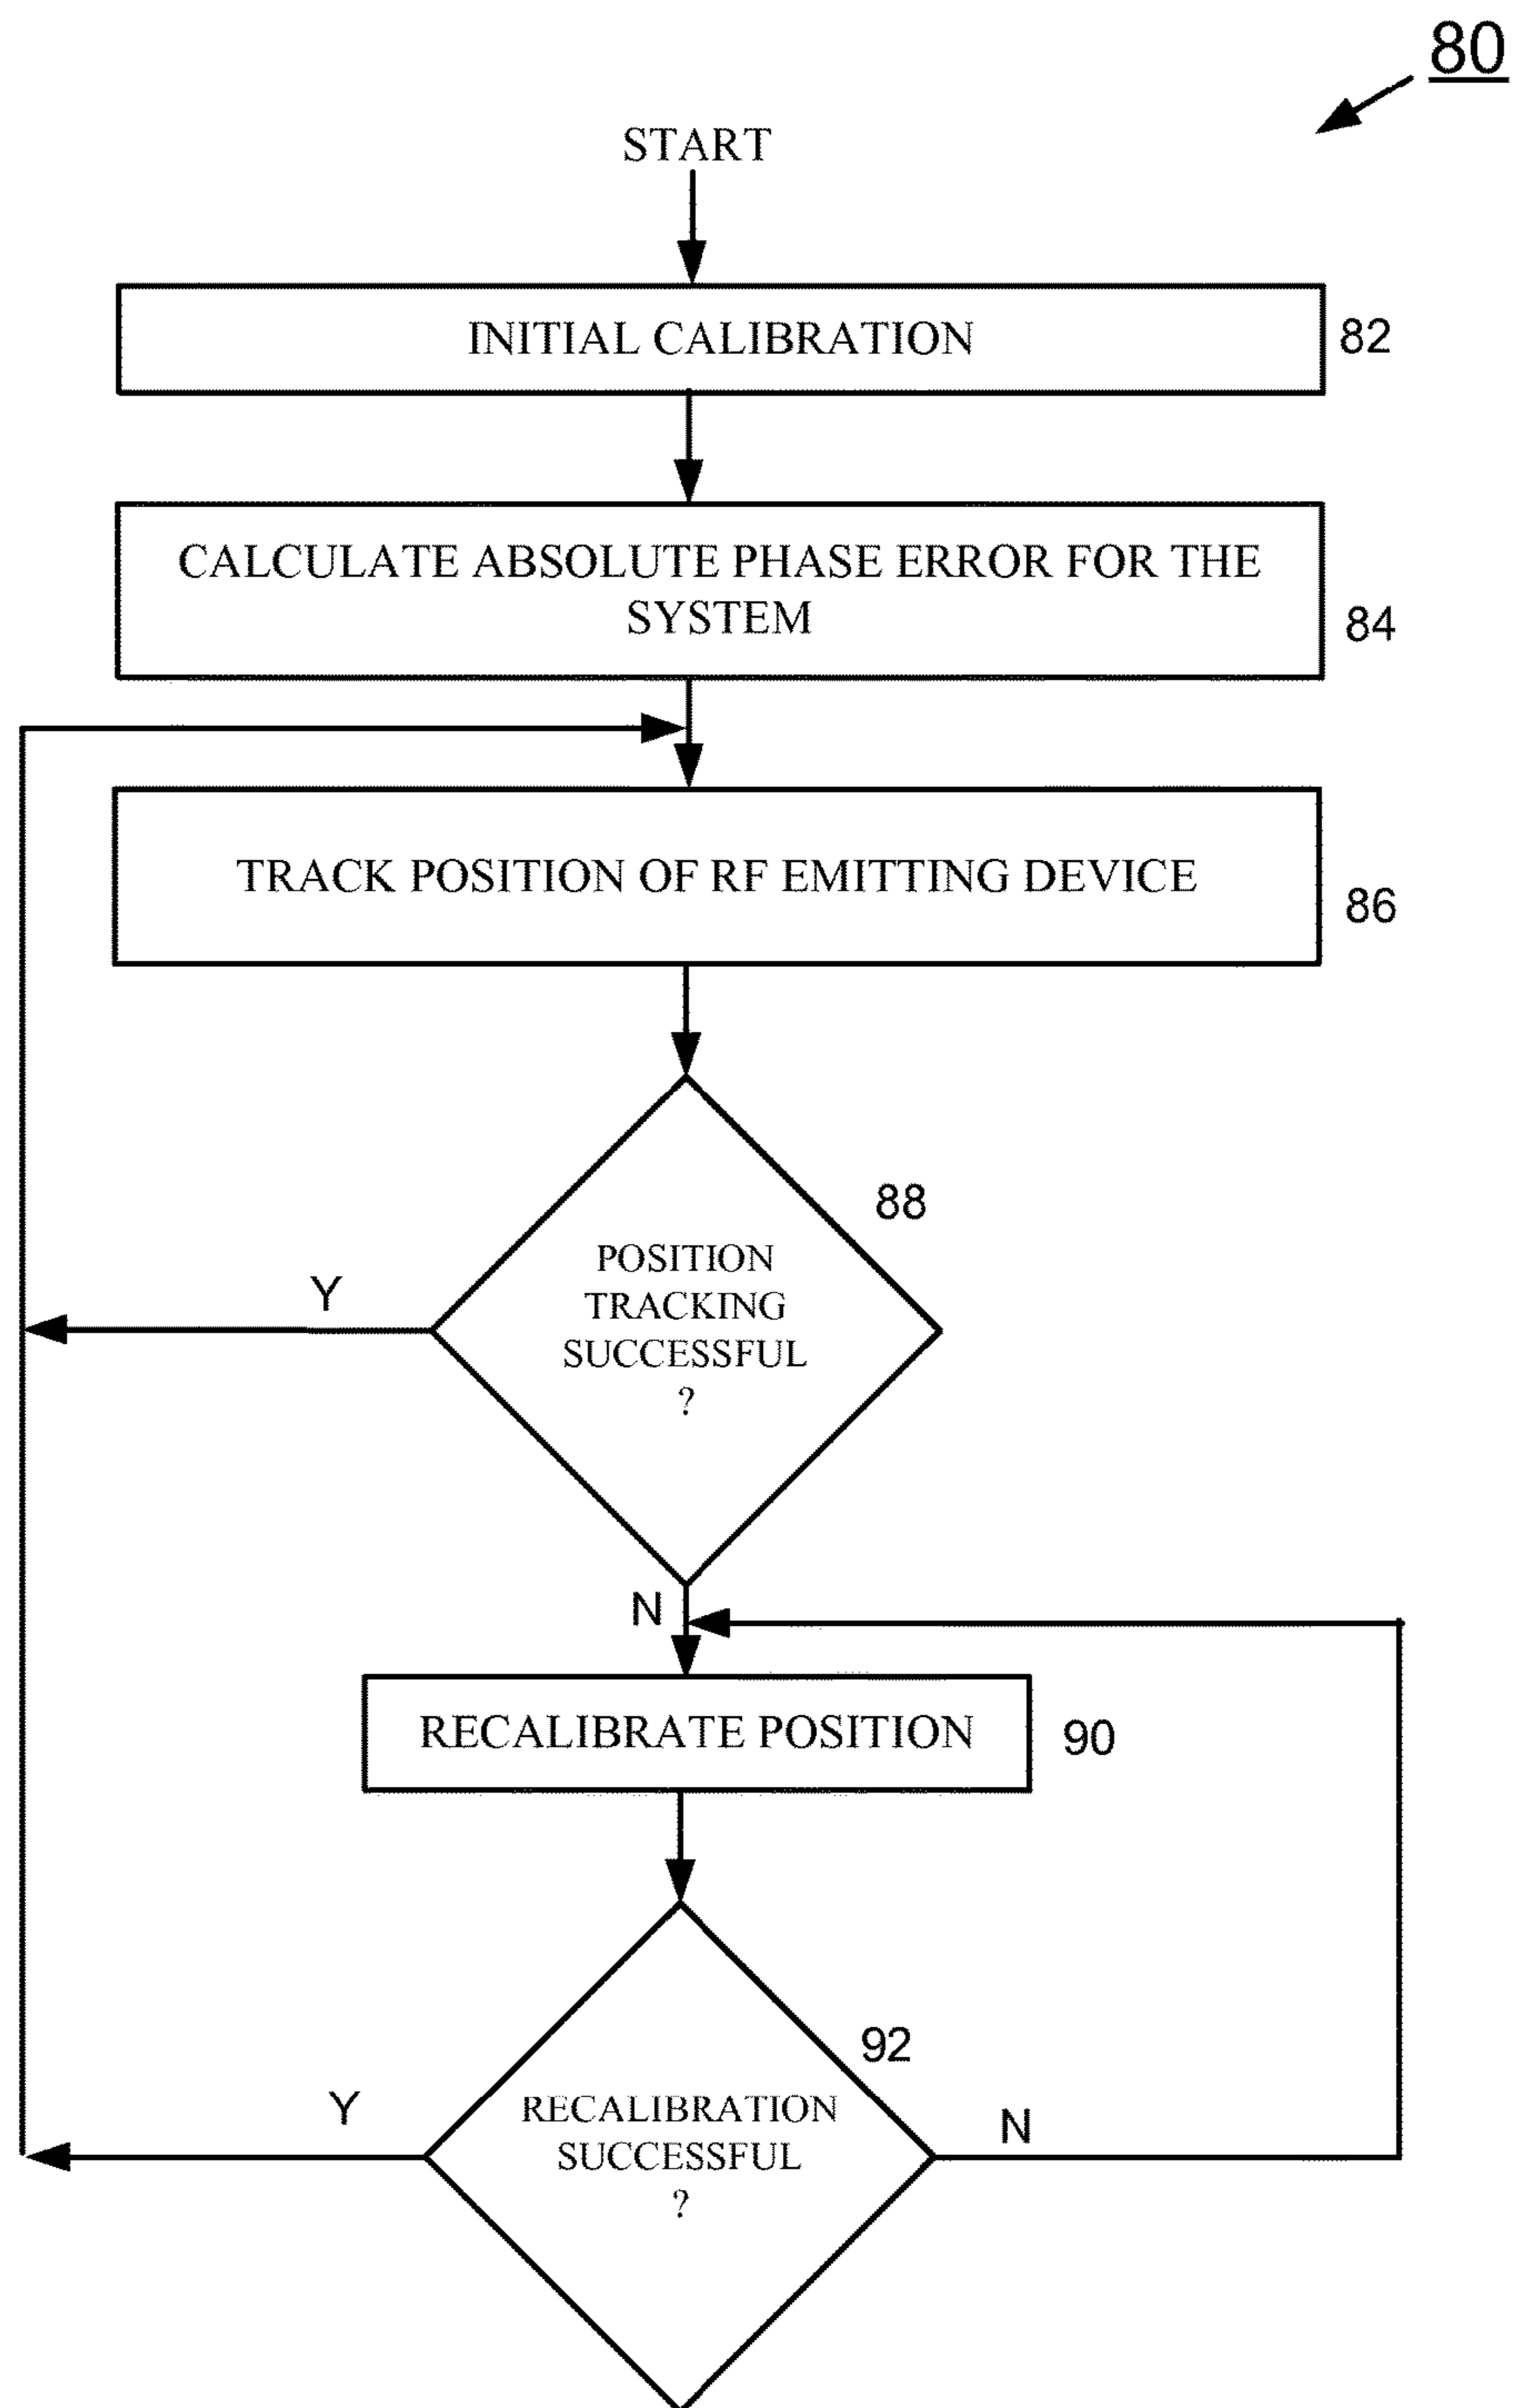 80
START
INITIAL CALIBRATION
82
CALCULATE ABSOLUTE PHASE ERROR FOR THE
SYSTEM
84
TRACK POSITION OF RF EMITTING DEVICE
86
88
POSITION
TRACKING
SUCCESSFUL
?
Y
N
RECALIBRATE POSITION
90
92
RECALIBRATION
SUCCESSFUL
?
Y
N